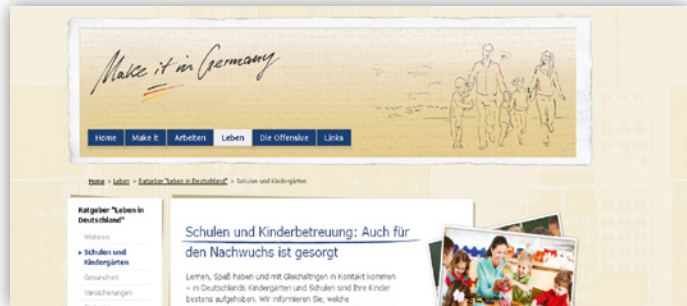 Make it in Germany
Home Make it Arbeiten Leben Die Offensive Links
Home > Leben > Ratgeber "Leben in Deutschland" > Schulen und Kindergärten
Ratgeber "Leben in
Deutschland"
Wohnen
Schulen und
Kindergärten
Gesundheit
Versicherungen
Schulen und Kinderbetreuung: Auch für
den Nachwuchs ist gesorgt
Lernen, Spaß haben und mit Gleichaltrigen in Kontakt kommen
– in Deutschlands Kindergärten und Schulen sind Ihre Kinder
bestens aufgehoben. Wir informieren Sie, welche